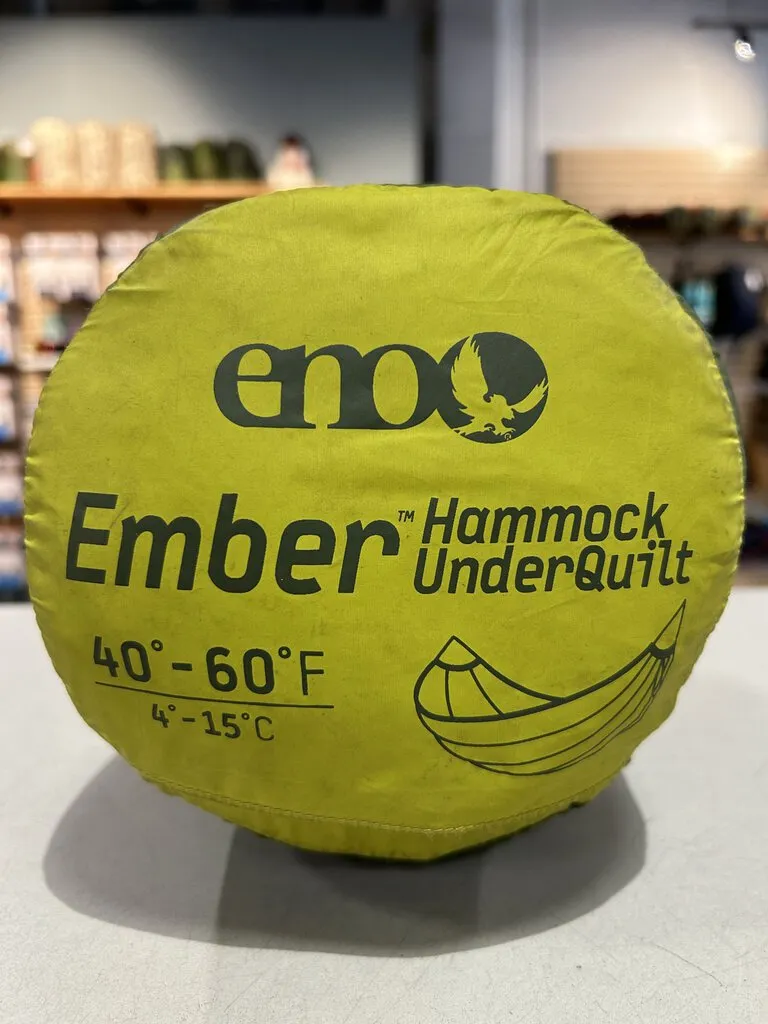 eno
®
Ember™ Hammock
UnderQuilt
40°-60°F
4°-15°C